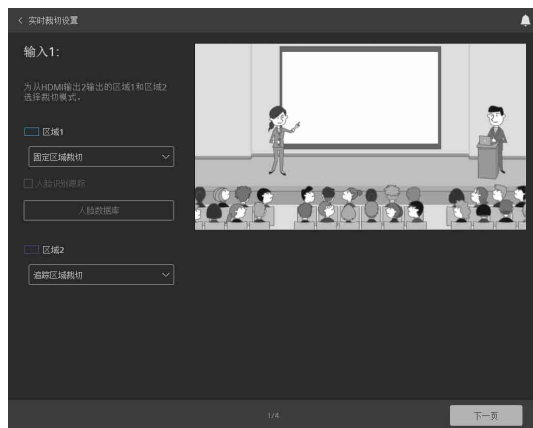 实时裁切设置
输入1:
为从HDMI输出2输出的区域1和区域2
选择裁切模式。
区域1
固定区域裁切
人脸识别跟踪
人脸数据库
区域2
追踪区域裁切
1/4
下一页